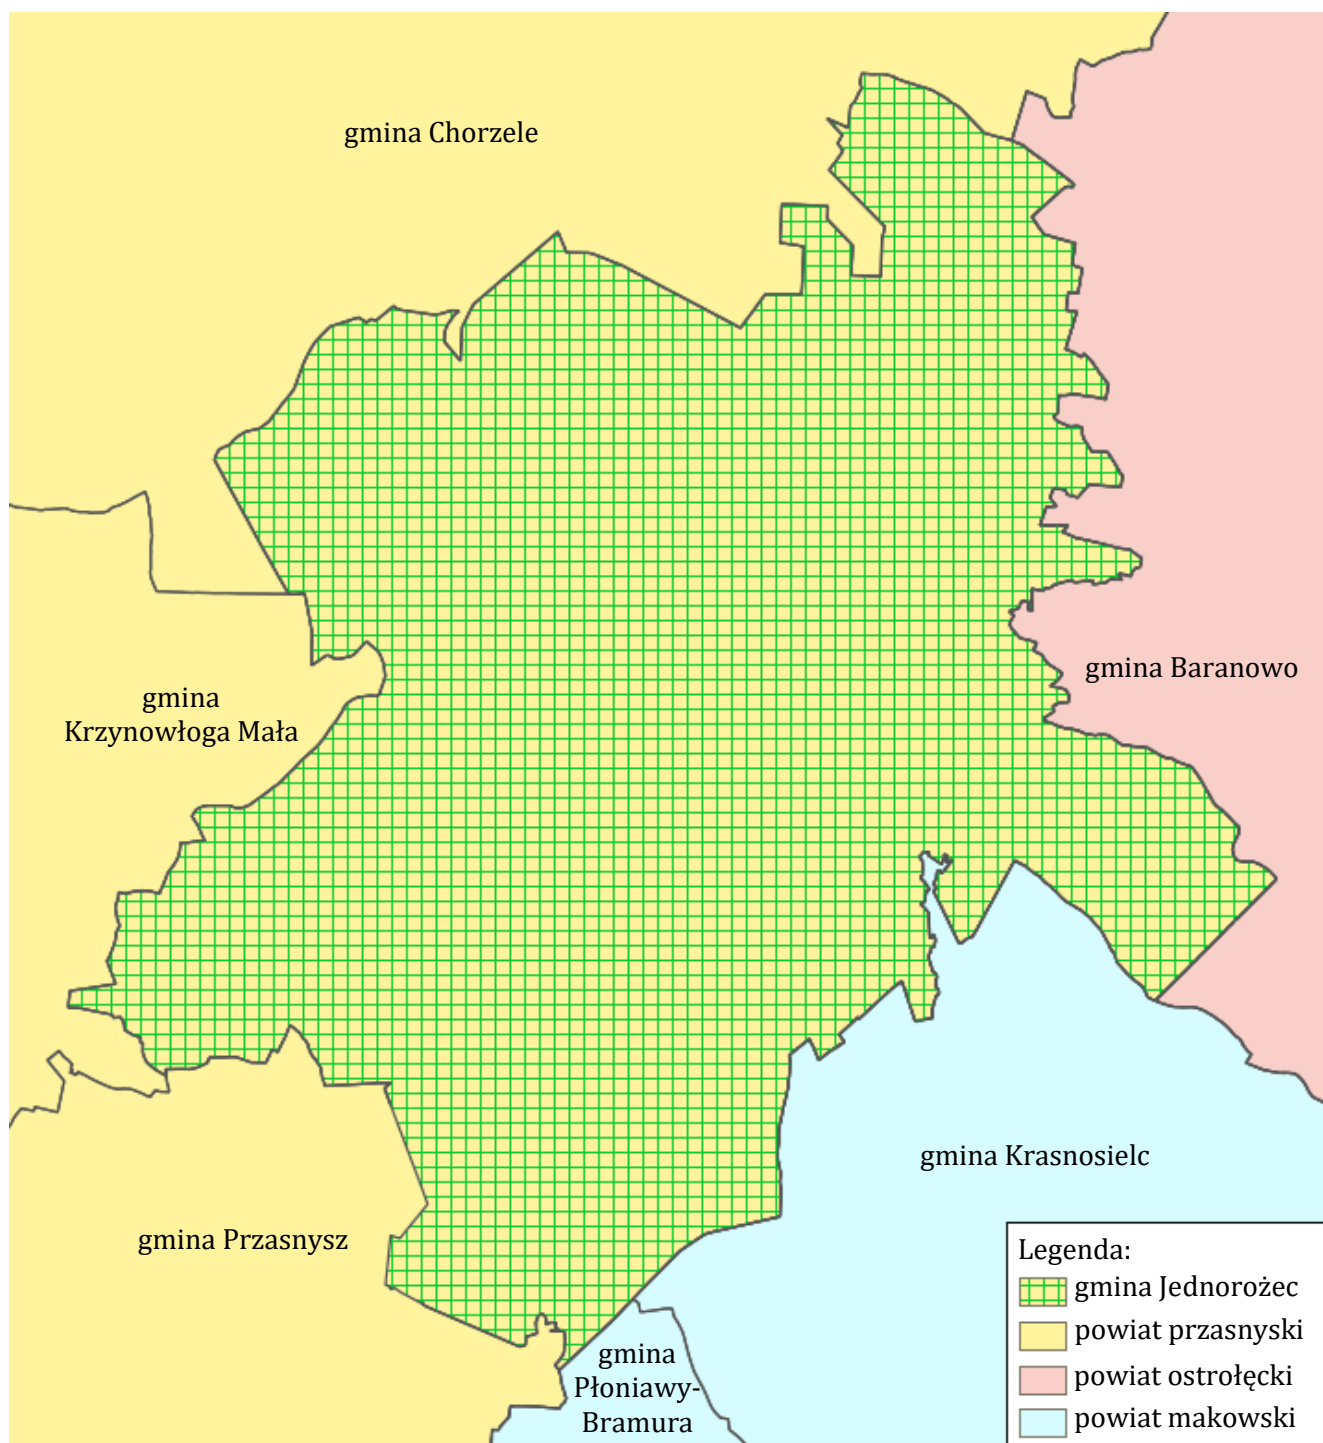 gmina Chorzele
gmina Baranowo
gmina
Krzynowłoga Mała
gmina Krasnosielc
gmina Przasnysz
gmina
Płoniawy-
Bramura
Legenda:
gmina Jednorożec
powiat przasnyski
powiat ostrołęcki
powiat makowski